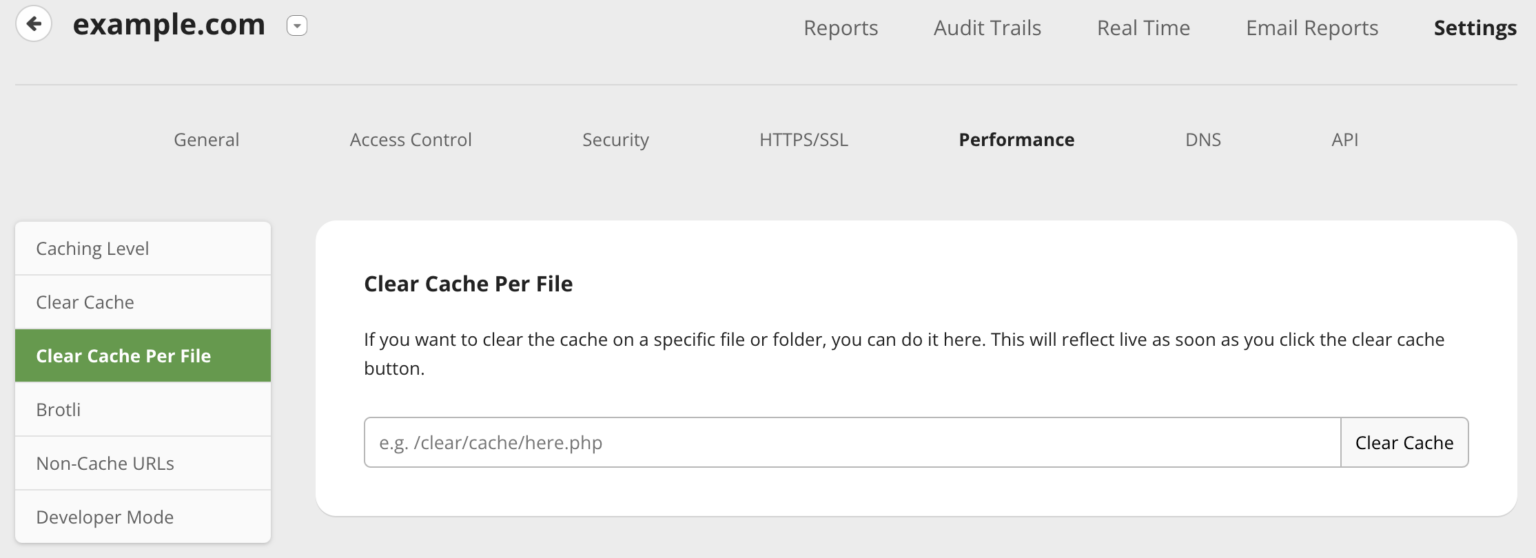 example.com
Reports Audit Trails Real Time Email Reports Settings
General Access Control Security HTTPS/SSL Performance DNS API
Caching Level
Clear Cache
Clear Cache Per File
Brotli
Non-Cache URLs
Developer Mode
Clear Cache Per File
If you want to clear the cache on a specific file or folder, you can do it here. This will reflect live as soon as you click the clear cache
button.
e.g. /clear/cache/here.php Clear Cache